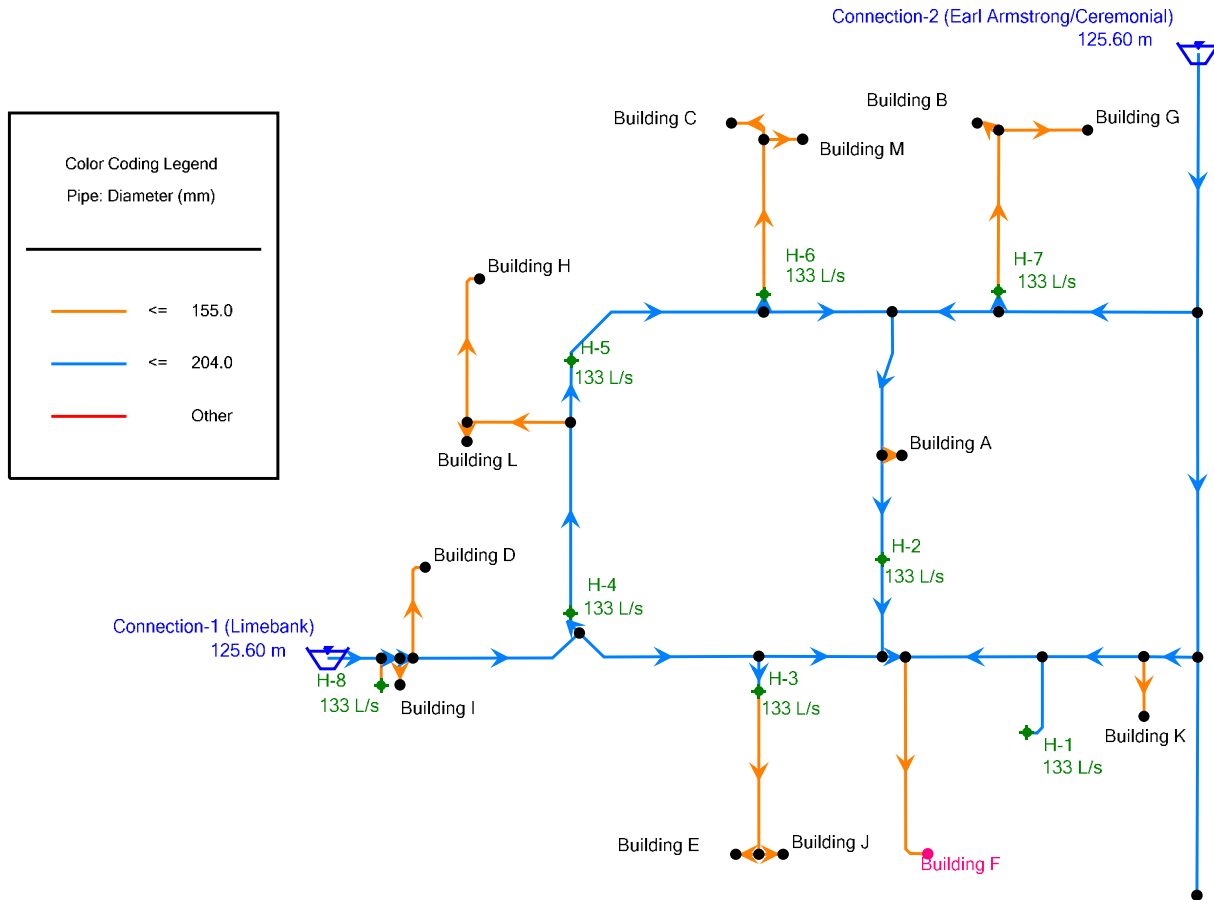 Connection-2 (Earl Armstrong/Ceremonial)
125.60 m
Color Coding Legend
Pipe: Diameter (mm)
<= 155.0
<= 204.0
Other
Building C
Building M
Building B
Building G
H-6
133 L/s
H-7
133 L/s
Building H
H-5
133 L/s
Building L
Building A
H-2
133 L/s
Building D
H-4
133 L/s
Connection-1 (Limebank)
125.60 m
H-8
133 L/s
Building I
H-3
133 L/s
Building K
H-1
133 L/s
Building E
Building J
Building F